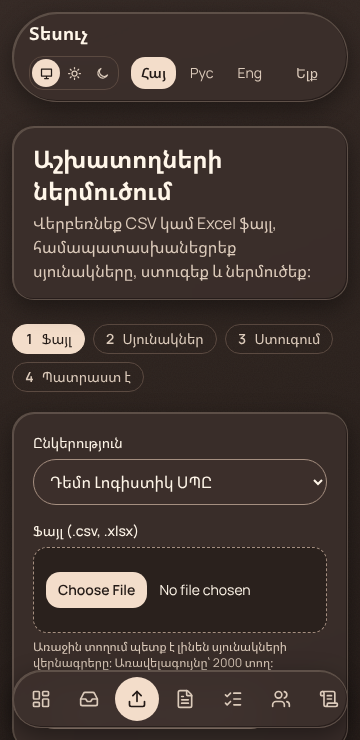 Տեսուչ
Հայ Рус Eng Ելք
Աշխատողների
ներմուծում
Վերբեռնեք CSV կամ Excel ֆայլ,
համապատասխանեցրեք
սյունակները, ստուգեք և ներմուծեք:
1 Ֆայլ 2 Սյունակներ 3 Ստուգում
4 Պատրաստ է
Ընկերություն
Դեմո Լոգիստիկ ՍՊԸ
Ֆայլ (.csv, .xlsx)
Choose File No file chosen
Առաջին տողում պետք է լինեն սյունակների
վերնագրերը: Առավելագույնը՝ 2000 տող: